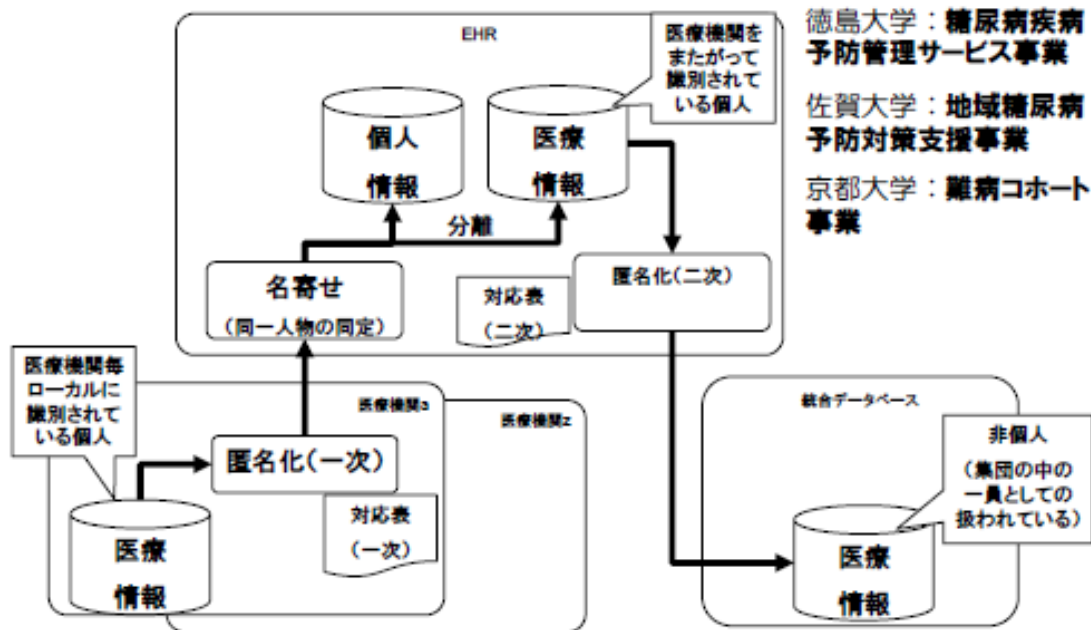 EHR
医療機関を
またがって
識別されて
いる個人
個人
情報
医療
情報
分離
名寄せ
（同一人物の同定）
対応表
（二次）
匿名化（二次）
徳島大学：糖尿病疾病
予防管理サービス事業
佐賀大学：地域糖尿病
予防対策支援事業
京都大学：難病コホート
事業
医療機関毎
ローカルに
識別されて
いる個人
医療機関a
医療機関z
匿名化（一次）
対応表
（一次）
医療
情報
統合データベース
非個人
（集団の中の
一員としての
扱われている）
医療
情報